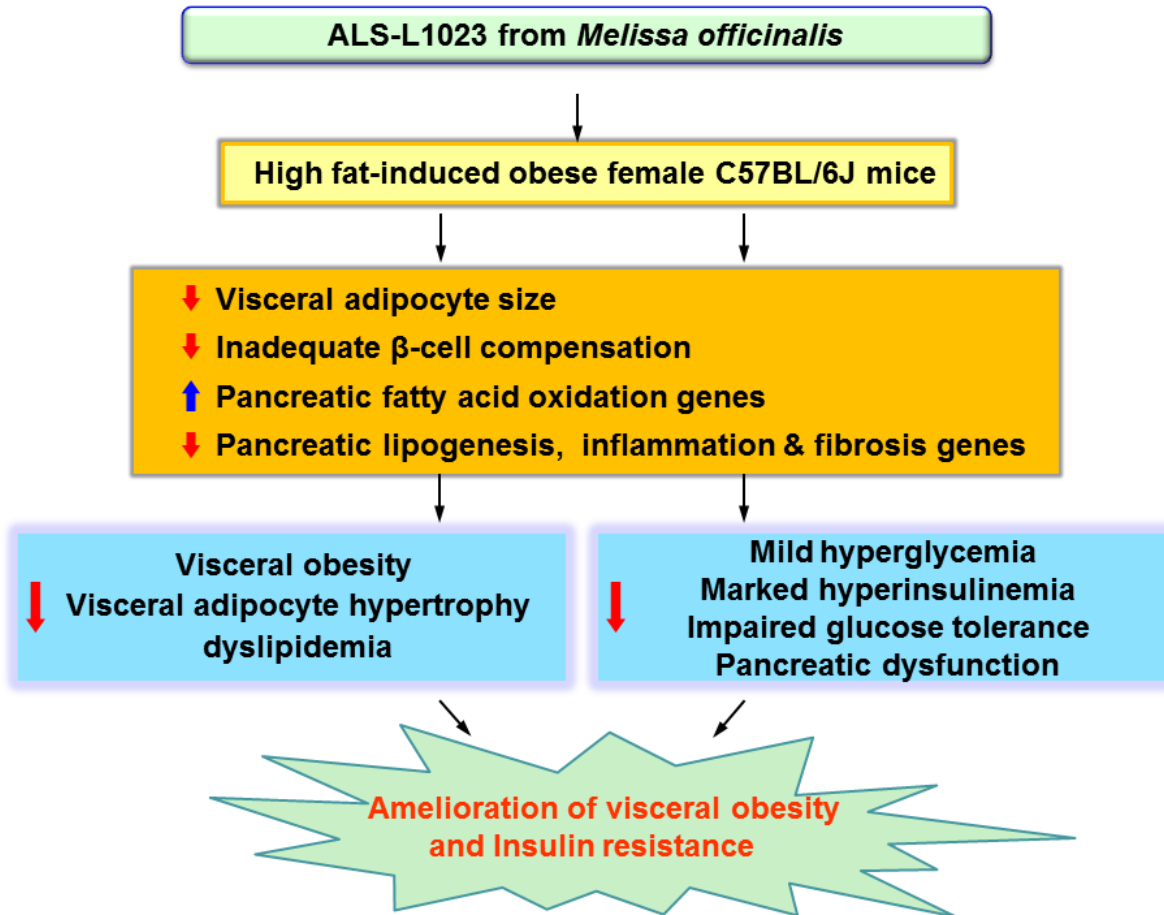 ALS-L1023 from Melissa officinalis
High fat-induced obese female C57BL/6J mice
Visceral adipocyte size
Inadequate β-cell compensation
Pancreatic fatty acid oxidation genes
Pancreatic lipogenesis, inflammation & fibrosis genes
Visceral obesity
Visceral adipocyte hypertrophy
dyslipidemia
Mild hyperglycemia
Marked hyperinsulinemia
Impaired glucose tolerance
Pancreatic dysfunction
Amelioration of visceral obesity
and Insulin resistance